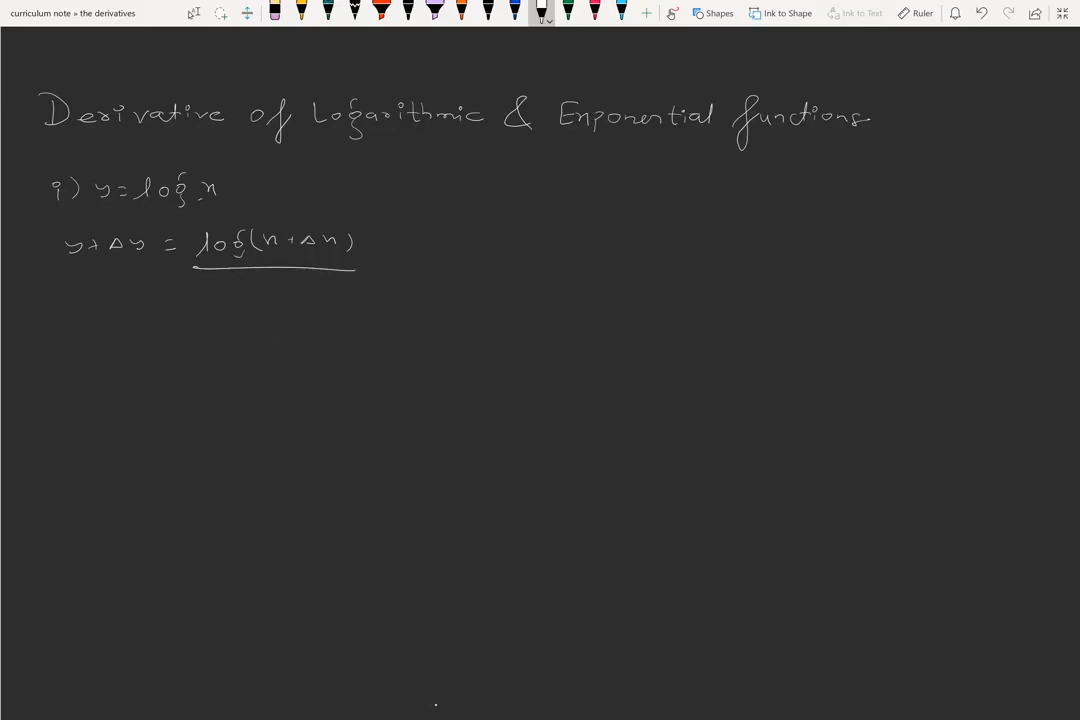 curriculum note » the derivatives
Shapes Ink to Shape Ink to Text Ruler
Derivative of Logarithmic & Exponential functions
i) y = log x
y + Δy = log(x + Δx)